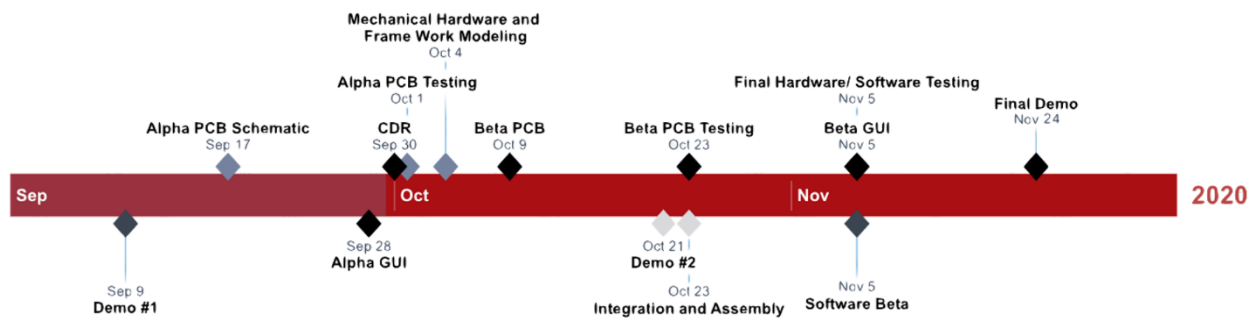 Mechanical Hardware and
Frame Work Modeling
Oct 4
Alpha PCB Testing
Oct 1
Final Hardware/ Software Testing
Nov 5
Final Demo
Nov 24
Alpha PCB Schematic
Sep 17
CDR
Sep 30
Beta PCB
Oct 9
Beta PCB Testing
Oct 23
Beta GUI
Nov 5
Sep
Oct
Nov
2020
Sep 28
Alpha GUI
Oct 21
Demo #2
Sep 9
Demo #1
Oct 23
Integration and Assembly
Nov 5
Software Beta